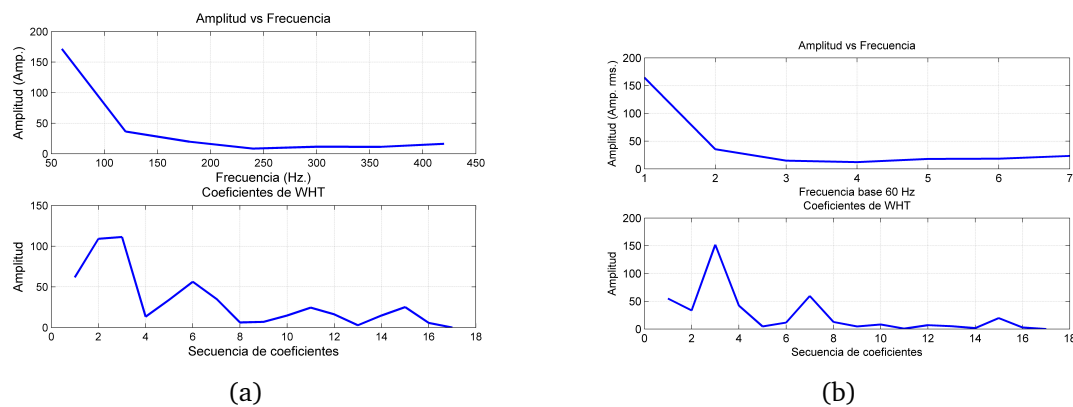 Amplitud vs Frecuencia
Amplitud (Amp.)
200
150
100
50
0
50 100 150 200 250 300 350 400 450
Frecuencia (Hz.)
Coeficientes de WHT
Amplitud
150
100
50
0
0 2 4 6 8 10 12 14 16 18
Secuencia de coeficientes
(a)
Amplitud vs Frecuencia
Amplitud (Amp. rms.)
200
150
100
50
0
1 2 3 4 5 6 7
Frecuencia base 60 Hz
Coeficientes de WHT
Amplitud
200
150
100
50
0
0 2 4 6 8 10 12 14 16 18
Secuencia de coeficientes
(b)